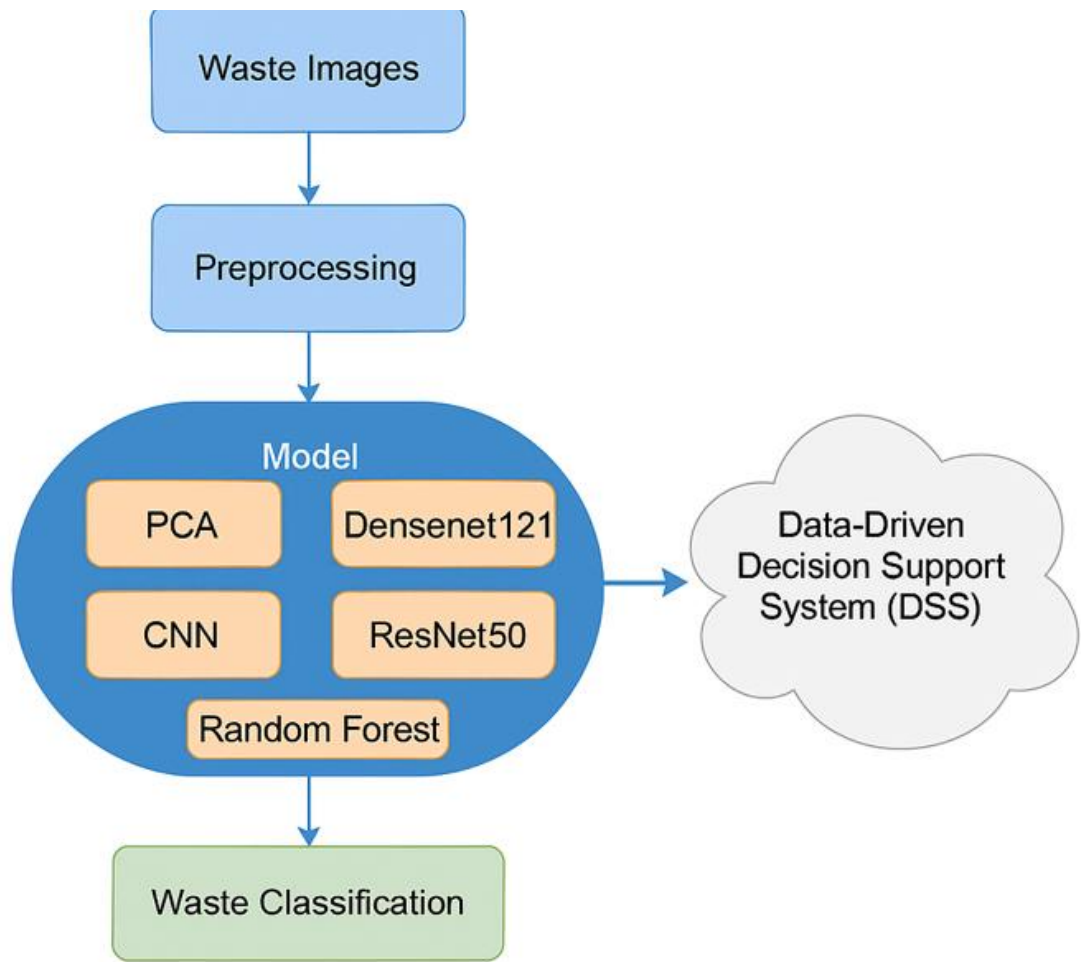 Waste Images
Preprocessing
Model
PCA
Densenet121
CNN
ResNet50
Random Forest
Data-Driven
Decision Support
System (DSS)
Waste Classification